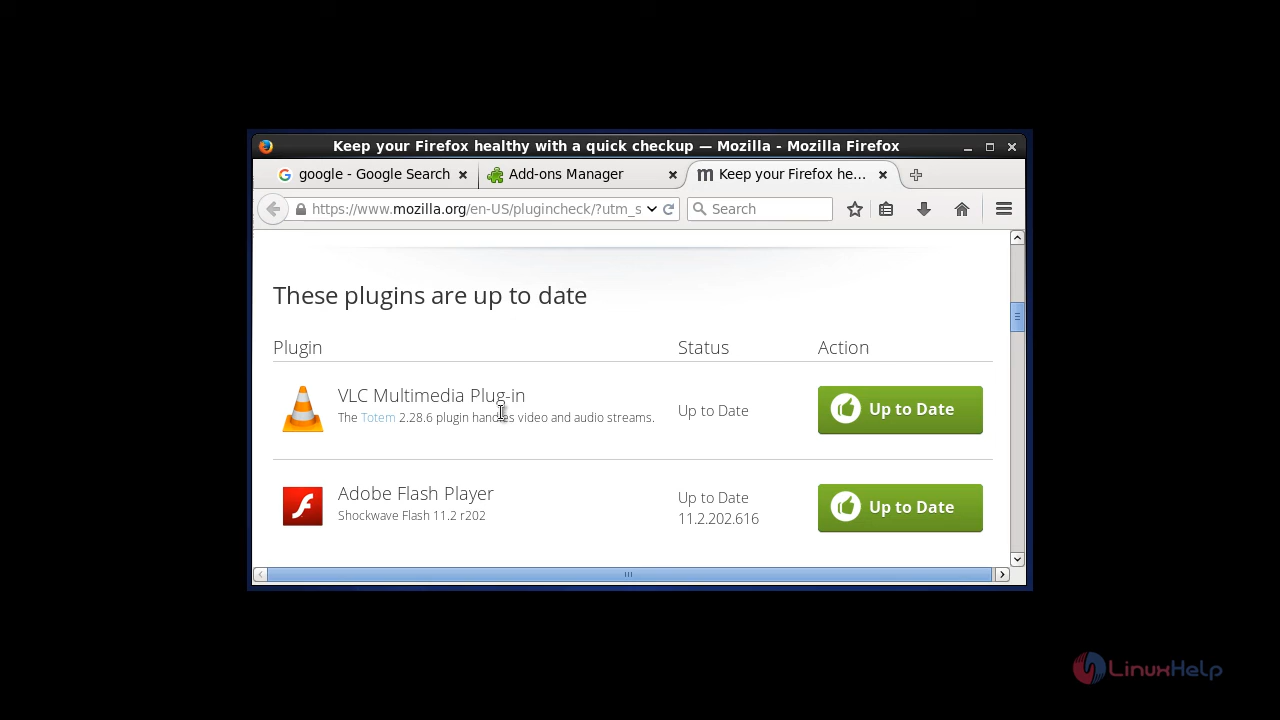 Keep your Firefox healthy with a quick checkup — Mozilla - Mozilla Firefox
google - Google Search
Add-ons Manager
Keep your Firefox he...
https://www.mozilla.org/en-US/plugincheck/?utm_s
Search
These plugins are up to date
Plugin
Status
Action
VLC Multimedia Plug-in
The Totem 2.28.6 plugin handles video and audio streams.
Up to Date
Up to Date
Adobe Flash Player
Shockwave Flash 11.2 r202
Up to Date
11.2.202.616
Up to Date
LinuxHelp